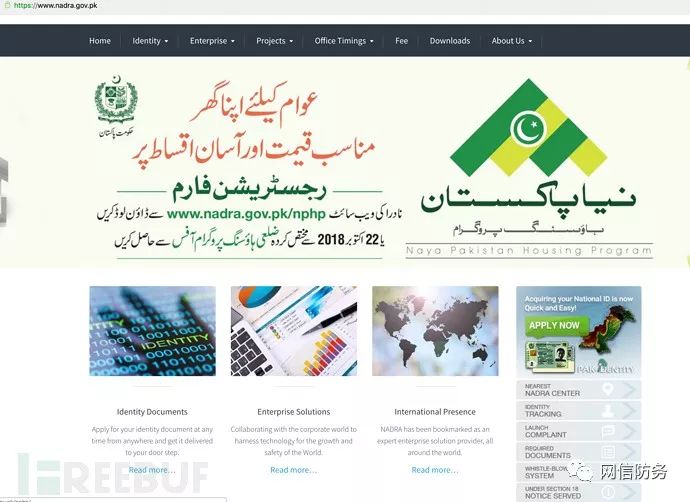 https://www.nadra.gov.pk
Home Identity Enterprise Projects Office Timings Fee Downloads About Us
حکومت پاکستان
عوام کیلئے اپنا گھر
مناسب قیمت اور آسان اقساط پر
رجسٹریشن فارم
نادرا کی ویب سائٹ www.nadra.gov.pk/nphp سے ڈاؤن لوڈ کریں
یا 22 اکتوبر 2018 سے مختص کردہ ضلعی ہاؤسنگ پروگرام آفس سے حاصل کریں
نیا پاکستان
ہاؤسنگ پروگرام
Naya Pakistan Housing Program
IDENTITY
Identity Documents
Apply for your identity document at any
time from anywhere and get it delivered
to your door step.
Read more…
Enterprise Solutions
Collaborating with the corporate world to
harness technology for the growth and
safety of the World.
Read more…
International Presence
NADRA has been bookmarked as an
expert enterprise solution provider, all
around the world.
Read more…
Acquiring your National ID is now
Quick and Easy!
APPLY NOW
PAK IDENTITY
NEAREST
NADRA CENTER
IDENTITY
TRACKING
LAUNCH
COMPLAINT
REQUIRED
DOCUMENTS
WHISTLE-BLOW
SYSTEM
UNDER SECTION 18
NOTICE SERVED
FREEBUF
网信防务